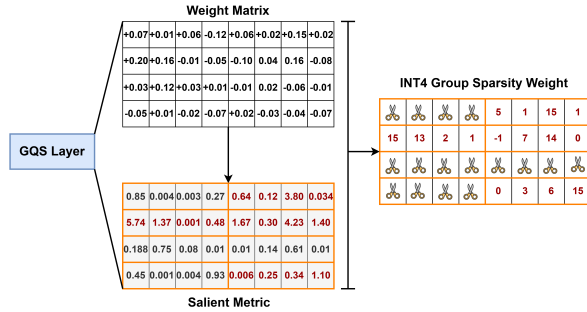 Weight Matrix
+0.07 +0.01 +0.06 -0.12 +0.06 +0.02 +0.15 +0.02
+0.20 +0.16 -0.01 -0.05 -0.10 0.04 0.16 -0.08
+0.03 +0.12 +0.03 +0.01 -0.01 0.02 -0.06 -0.01
-0.05 +0.01 -0.02 -0.07 +0.02 -0.03 -0.04 -0.07
INT4 Group Sparsity Weight
5 1 15 1
15 13 2 1 -1 7 14 0
0 3 6 15
GQS Layer
0.85 0.004 0.003 0.27 0.64 0.12 3.80 0.034
5.74 1.37 0.001 0.48 1.67 0.30 4.23 1.40
0.188 0.75 0.08 0.01 0.01 0.14 0.61 0.01
0.45 0.001 0.004 0.93 0.006 0.25 0.34 1.10
Salient Metric